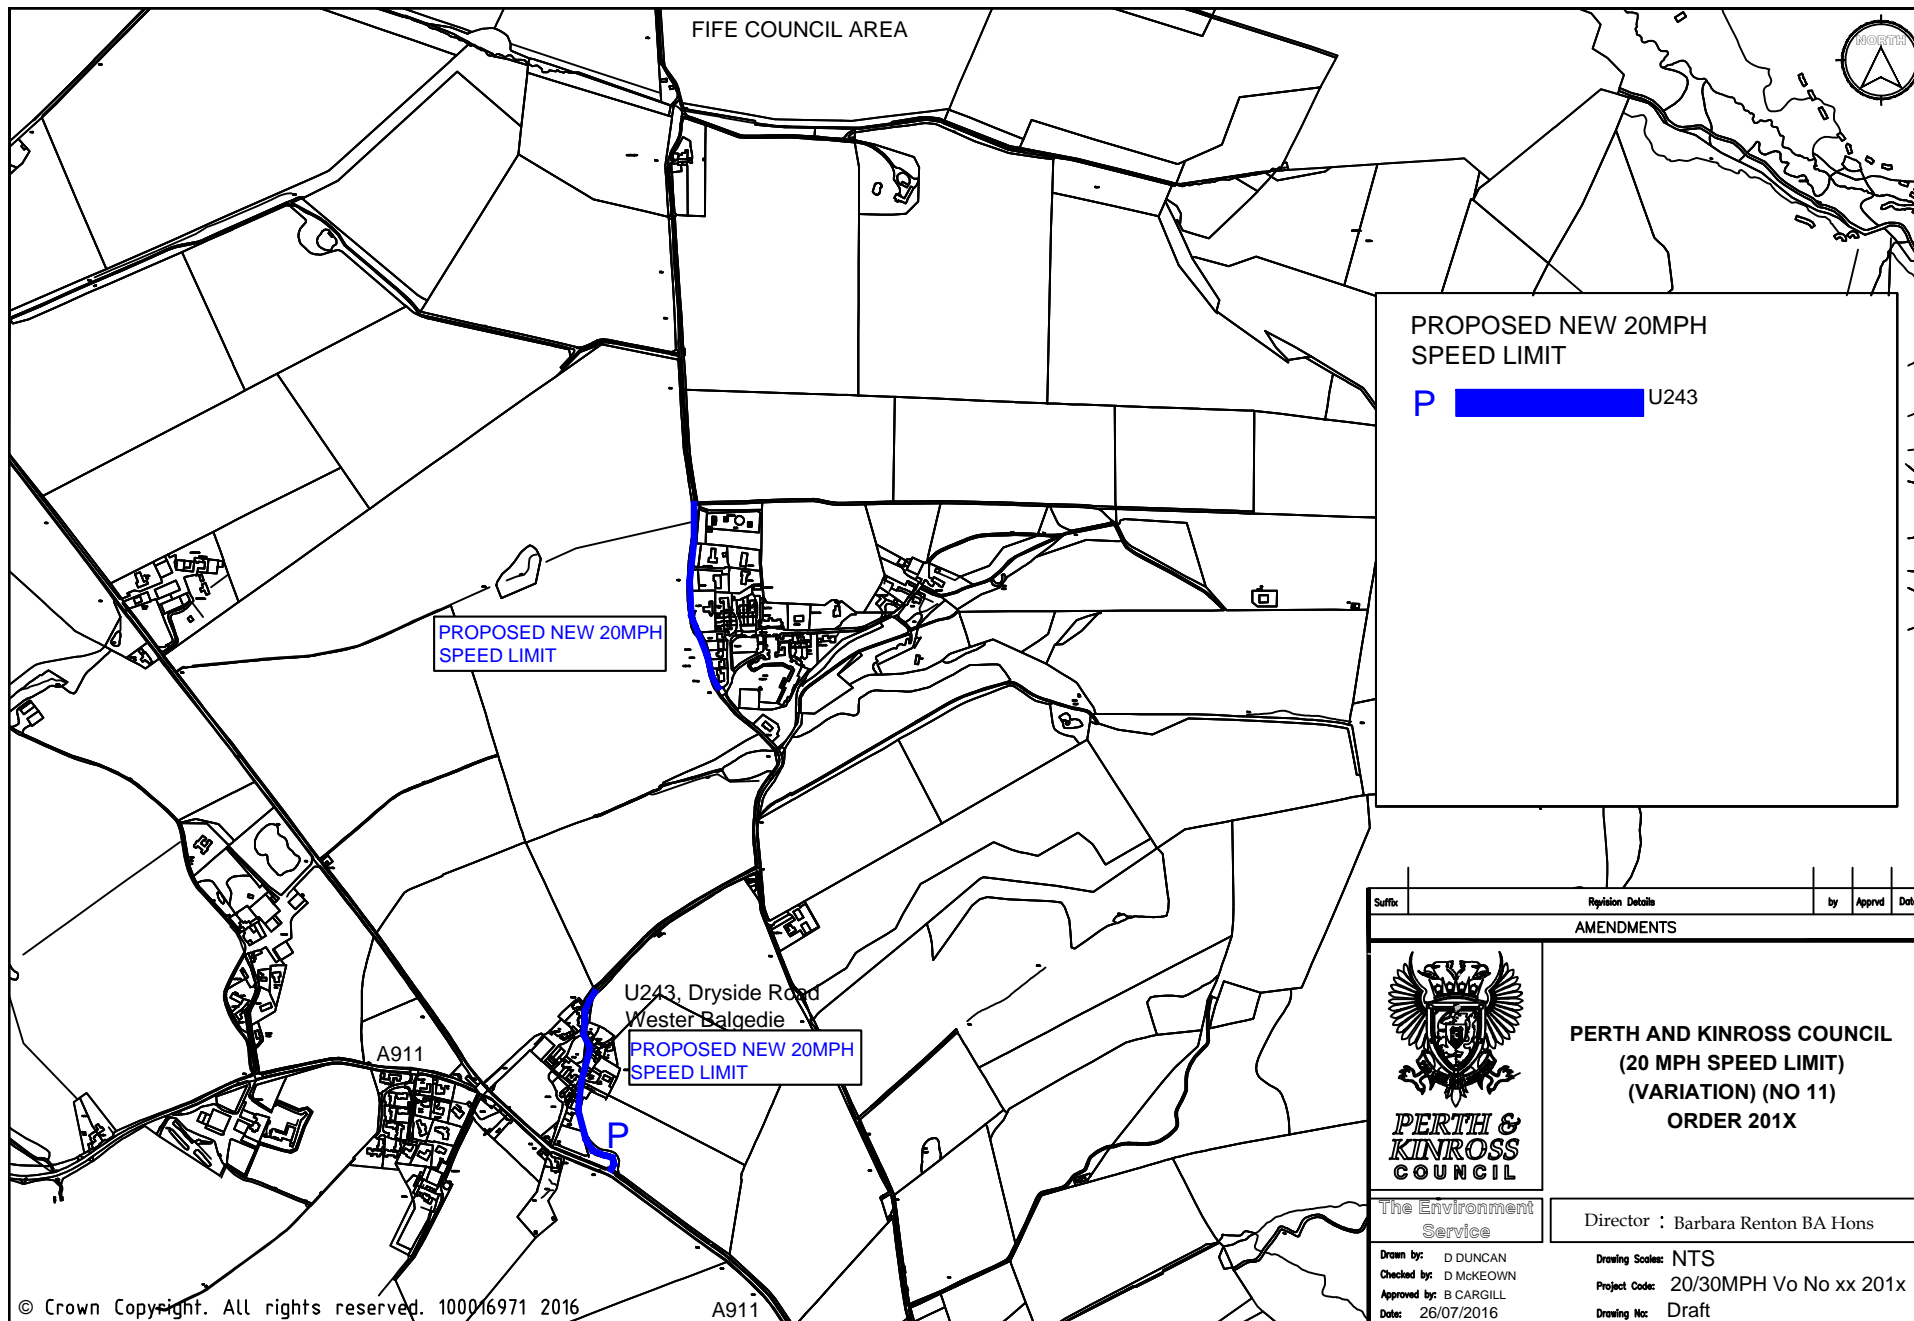 FIFE COUNCIL AREA
NORTH
PROPOSED NEW 20MPH
SPEED LIMIT
P U243
PROPOSED NEW 20MPH
SPEED LIMIT
U243, Dryside Road
Wester Balgedie
PROPOSED NEW 20MPH
SPEED LIMIT
A911
P
A911
© Crown Copyright. All rights reserved. 100016971 2016
Suffix Revision Details by Apprvd Date
AMENDMENTS
PERTH &
KINROSS
COUNCIL
PERTH AND KINROSS COUNCIL
(20 MPH SPEED LIMIT)
(VARIATION) (NO 11)
ORDER 201X
The Environment
Service
Director : Barbara Renton BA Hons
Drawn by: D DUNCAN
Checked by: D McKEOWN
Approved by: B CARGILL
Date: 26/07/2016
Drawing Scales: NTS
Project Code: 20/30MPH Vo No xx 201x
Drawing No: Draft